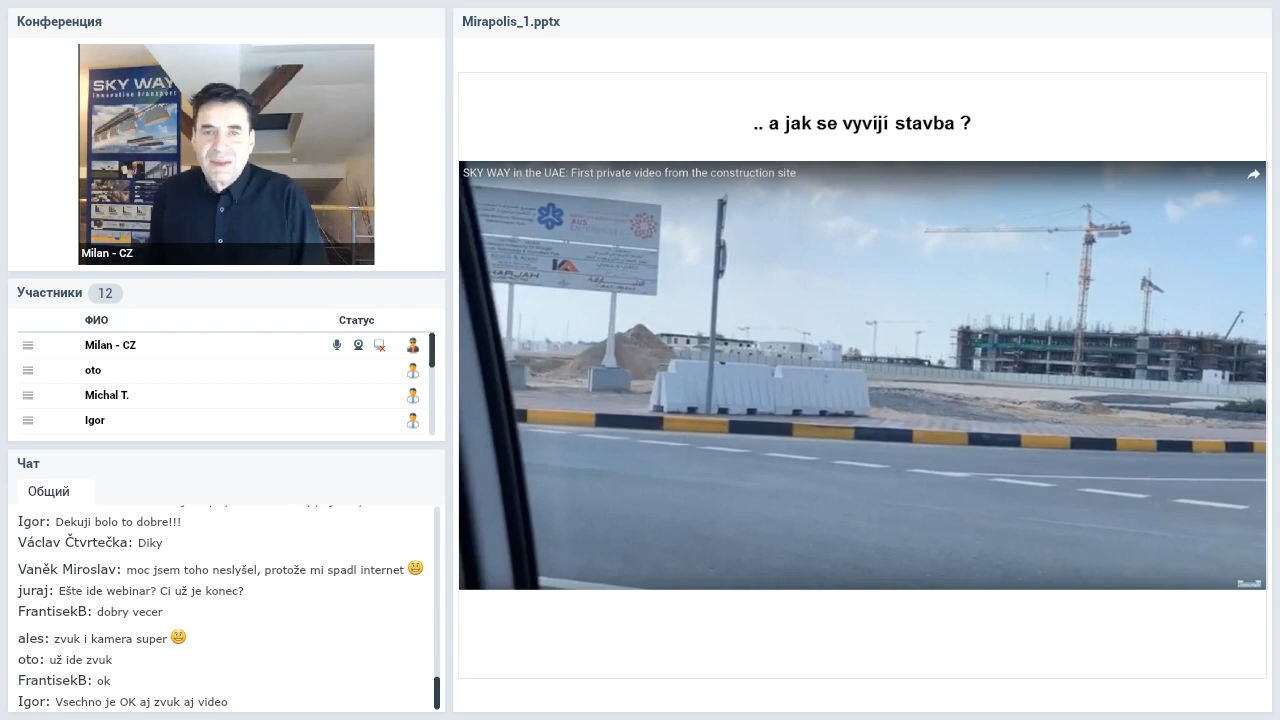 Конференция
SKY WAY
Innovative transport
Milan - CZ
Участники 12
ФИО Статус
Milan - CZ
oto
Michal T.
Igor
Чат
Общий
Igor: Dekuji bolo to dobre!!!
Václav Čtvrtečka: Diky
Vaněk Miroslav: moc jsem toho neslyšel, protože mi spadl internet
juraj: Ešte ide webinar? Ci už je konec?
FrantisekB: dobry vecer
ales: zvuk i kamera super
oto: už ide zvuk
FrantisekB: ok
Igor: Vsechno je OK aj zvuk aj video
Mirapolis_1.pptx
.. a jak se vyvíjí stavba ?
SKY WAY in the UAE: First private video from the construction site
AUS
ENTERPRISES